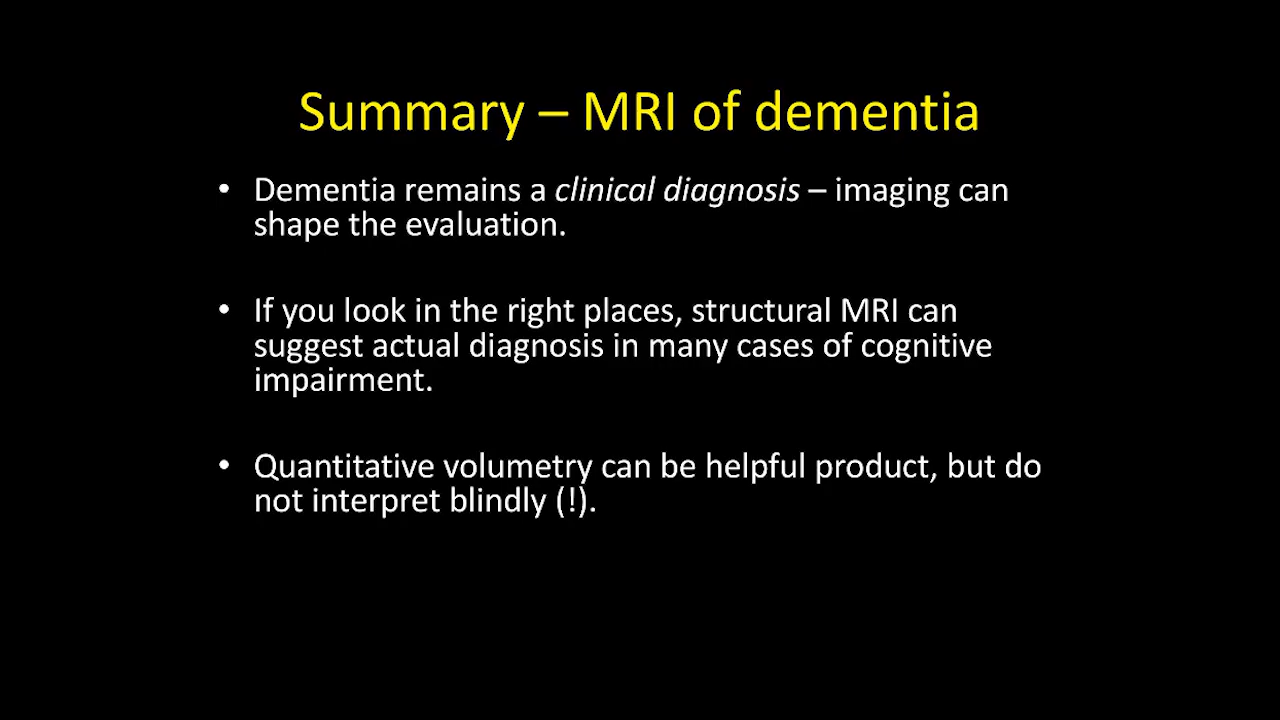 Summary – MRI of dementia
• Dementia remains a clinical diagnosis – imaging can
shape the evaluation.
• If you look in the right places, structural MRI can
suggest actual diagnosis in many cases of cognitive
impairment.
• Quantitative volumetry can be helpful product, but do
not interpret blindly (!).